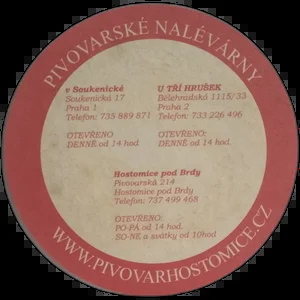 PIVOVARSKÉ NALÉVÁRNY
v Soukenické
Soukenická 17
Praha 1
Telefon: 735 889 871
OTEVŘENO
DENNĚ od 14 hod.
U TŘÍ HRUŠEK
Bělehradská 1115/33
Praha 2
Telefon: 733 226 496
OTEVŘENO:
DENNĚ od 14 hod.
Hostomice pod Brdy
Pivovarská 214
Hostomice pod Brdy
Telefon: 737 499 468
OTEVŘENO:
PO-PÁ od 14 hod.
SO-NE a svátky od 10hod
WWW.PIVOVARHOSTOMICE.CZ